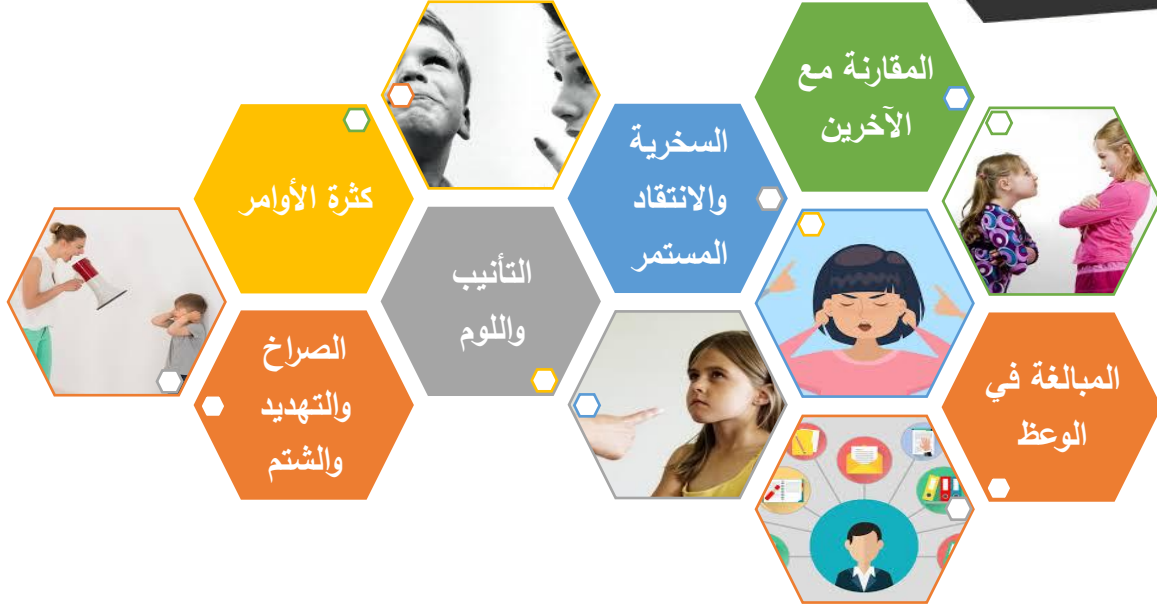 المقارنة مع
الآخرين
السخرية
والانتقاد
المستمر
كثرة الأوامر
التأنيب
واللوم
الصراخ
والتهديد
والشتم
المبالغة في
الوعظ